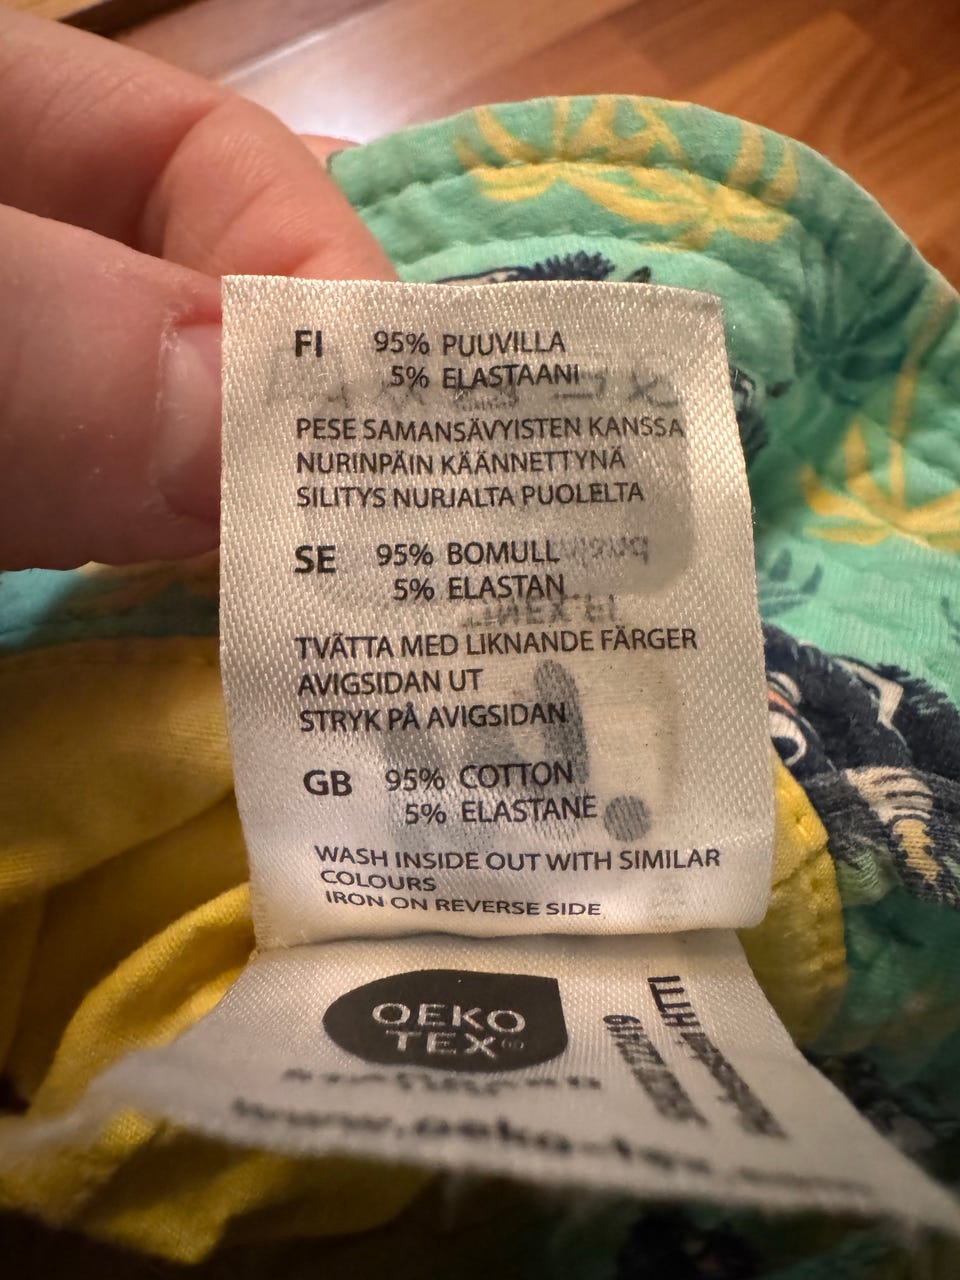 FI 95% PUUVILLA
5% ELASTAANI
PESE SAMANSÄVYISTEN KANSSA
NURINPÄIN KÄÄNNETTYNÄ
SILITYS NURJALTA PUOLELTA
SE 95% BOMULL
5% ELASTAN
TVÄTTA MED LIKNANDE FÄRGER
AVIGSIDAN UT
STRYK PÅ AVIGSIDAN
GB 95% COTTON
5% ELASTANE
WASH INSIDE OUT WITH SIMILAR
COLOURS
IRON ON REVERSE SIDE
OEKO
TEX®
HTTI